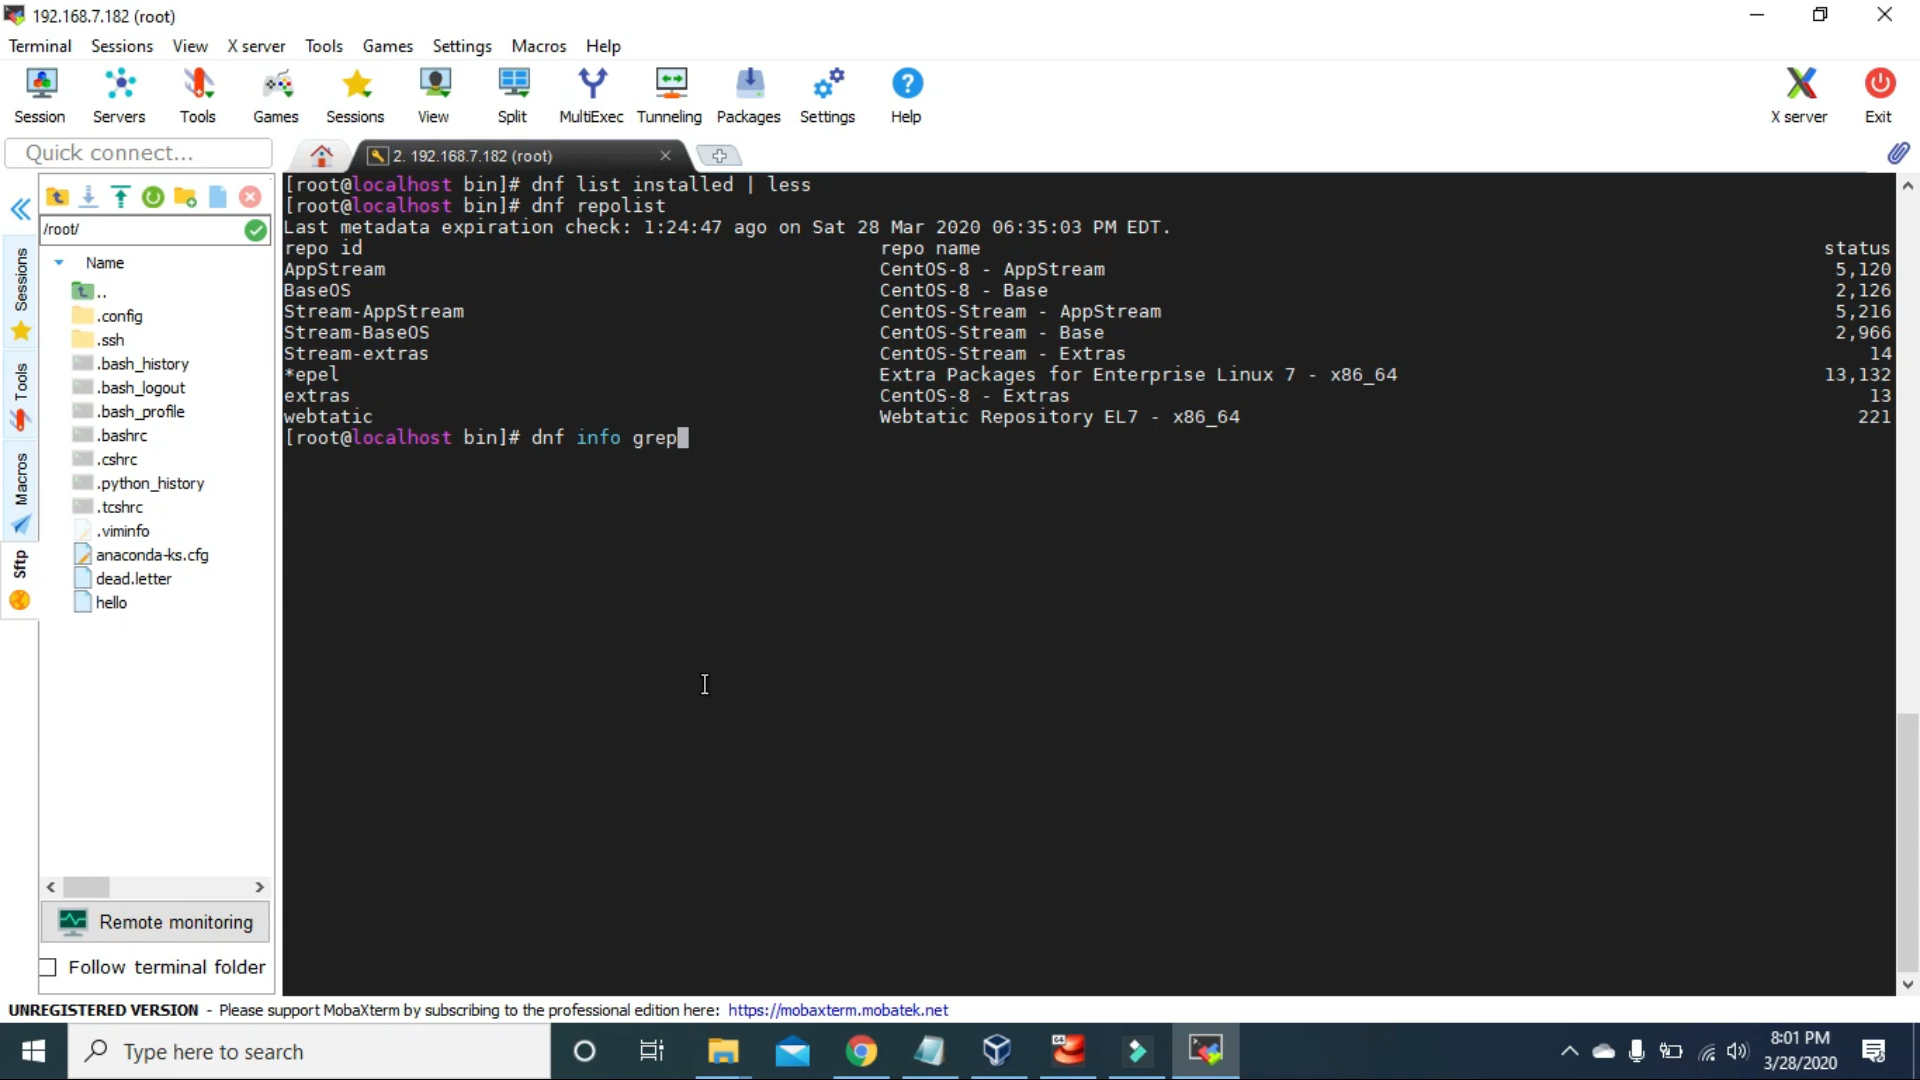 192.168.7.182 (root)
Terminal Sessions View X server Tools Games Settings Macros Help
Session Servers Tools Games Sessions View Split MultiExec Tunneling Packages Settings Help X server Exit
Quick connect...
2. 192.168.7.182 (root)
/root/
Name
..
.config
.ssh
.bash_history
.bash_logout
.bash_profile
.bashrc
.cshrc
.python_history
.tcshrc
.viminfo
anaconda-ks.cfg
dead.letter
hello
Sessions
Tools
Macros
Sftp
Remote monitoring
Follow terminal folder
[root@localhost bin]# dnf list installed | less
[root@localhost bin]# dnf repolist
Last metadata expiration check: 1:24:47 ago on Sat 28 Mar 2020 06:35:03 PM EDT.
repo id repo name status
AppStream CentOS-8 - AppStream 5,120
BaseOS CentOS-8 - Base 2,126
Stream-AppStream CentOS-Stream - AppStream 5,216
Stream-BaseOS CentOS-Stream - Base 2,966
Stream-extras CentOS-Stream - Extras 14
*epel Extra Packages for Enterprise Linux 7 - x86_64 13,132
extras CentOS-8 - Extras 13
webtatic Webtatic Repository EL7 - x86_64 221
[root@localhost bin]# dnf info grep
UNREGISTERED VERSION - Please support MobaXterm by subscribing to the professional edition here: https://mobaxterm.mobatek.net
Type here to search
64
8:01 PM
3/28/2020